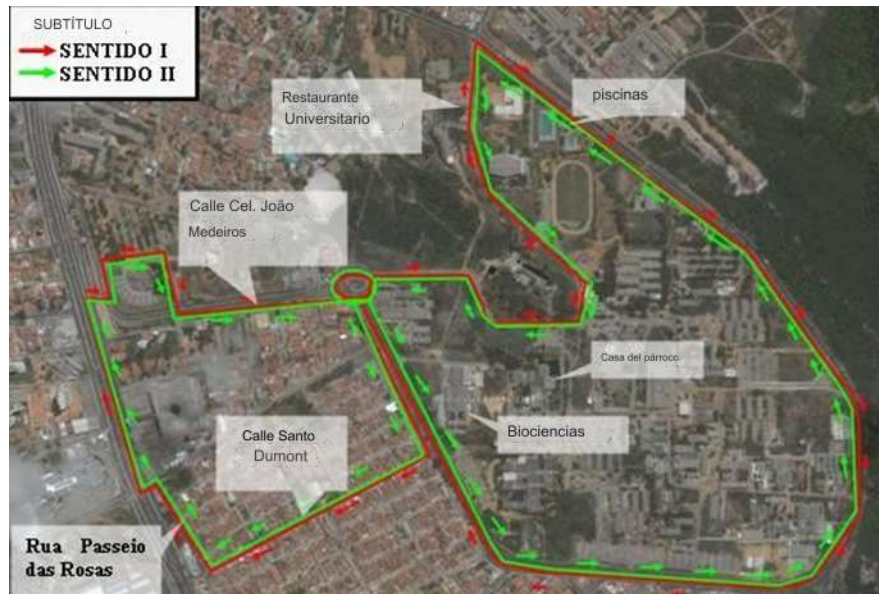 SUBTÍTULO
SENTIDO I
SENTIDO II
Restaurante
Universitario
piscinas
Calle Cel. João
Medeiros
Casa del párroco
Biociencias
Calle Santo
Dumont
Rua Passeio
das Rosas